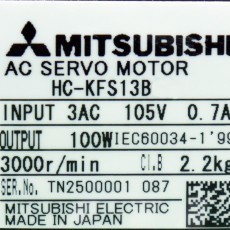 MITSUBISHI
AC SERVO MOTOR
HC-KFS13B
INPUT 3AC 105V 0.7A
OUTPUT 100W IEC60034-1'99
3000r/min CI.B 2.2kg
SER.No. TN2500001 087
MITSUBISHI ELECTRIC
MADE IN JAPAN